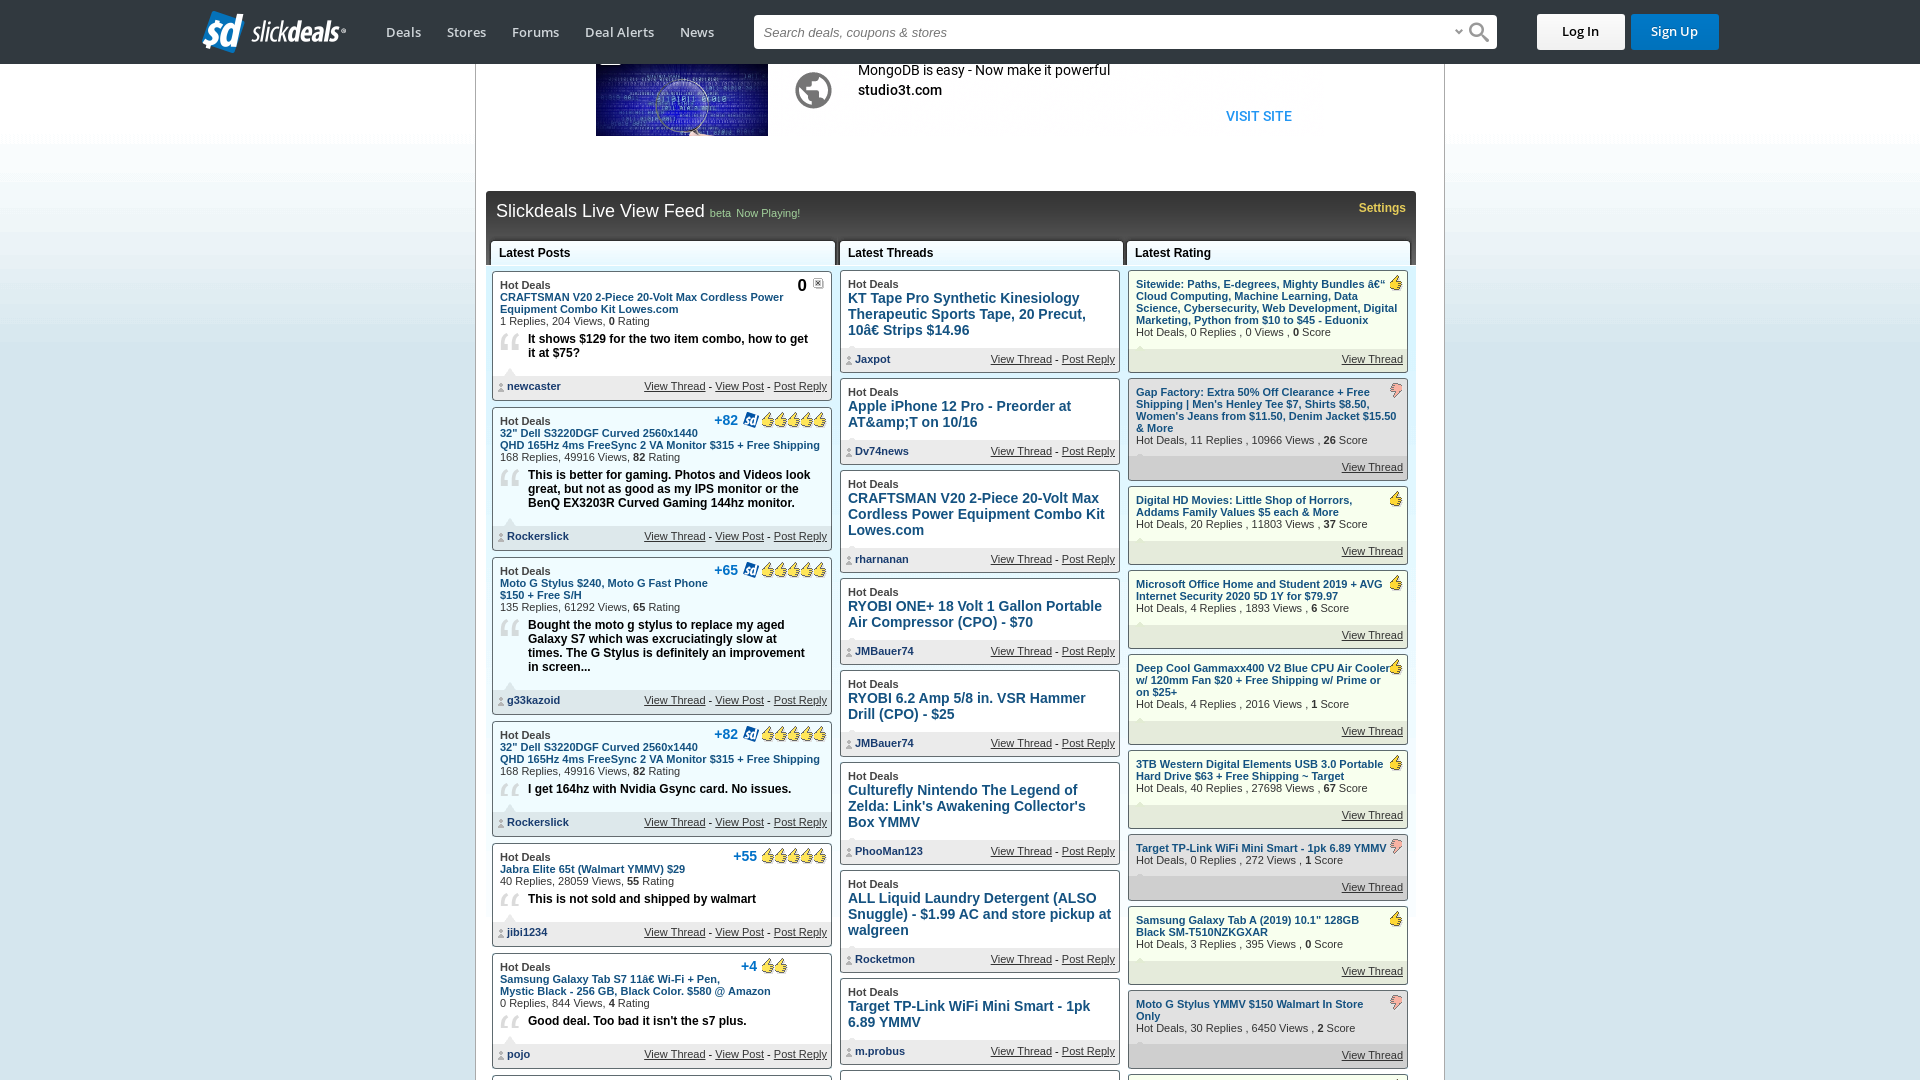 slickdeals
Deals
Stores
Forums
Deal Alerts
News
Search deals, coupons & stores
Log In
Sign Up
MongoDB is easy - Now make it powerful
studio3t.com
VISIT SITE
Slickdeals Live View Feed beta Now Playing!
Settings
Latest Posts
Hot Deals
0
CRAFTSMAN V20 2-Piece 20-Volt Max Cordless Power
Equipment Combo Kit Lowes.com
1 Replies, 204 Views, 0 Rating
It shows $129 for the two item combo, how to get
it at $75?
newcaster
View Thread - View Post - Post Reply
Hot Deals
+82
32" Dell S3220DGF Curved 2560x1440
QHD 165Hz 4ms FreeSync 2 VA Monitor $315 + Free Shipping
168 Replies, 49916 Views, 82 Rating
This is better for gaming. Photos and Videos look
great, but not as good as my IPS monitor or the
BenQ EX3203R Curved Gaming 144hz monitor.
Rockerslick
View Thread - View Post - Post Reply
Hot Deals
+65
Moto G Stylus $240, Moto G Fast Phone
$150 + Free S/H
135 Replies, 61292 Views, 65 Rating
Bought the moto g stylus to replace my aged
Galaxy S7 which was excruciatingly slow at
times. The G Stylus is definitely an improvement
in screen...
g33kazoid
View Thread - View Post - Post Reply
Hot Deals
+82
32" Dell S3220DGF Curved 2560x1440
QHD 165Hz 4ms FreeSync 2 VA Monitor $315 + Free Shipping
168 Replies, 49916 Views, 82 Rating
I get 164hz with Nvidia Gsync card. No issues.
Rockerslick
View Thread - View Post - Post Reply
Hot Deals
+55
Jabra Elite 65t (Walmart YMMV) $29
40 Replies, 28059 Views, 55 Rating
This is not sold and shipped by walmart
jibi1234
View Thread - View Post - Post Reply
Hot Deals
+4
Samsung Galaxy Tab S7 11â€ Wi-Fi + Pen,
Mystic Black - 256 GB, Black Color. $580 @ Amazon
0 Replies, 844 Views, 4 Rating
Good deal. Too bad it isn't the s7 plus.
pojo
View Thread - View Post - Post Reply
Latest Threads
Hot Deals
KT Tape Pro Synthetic Kinesiology
Therapeutic Sports Tape, 20 Precut,
10â€ Strips $14.96
Jaxpot
View Thread - Post Reply
Hot Deals
Apple iPhone 12 Pro - Preorder at
AT&amp;T on 10/16
Dv74news
View Thread - Post Reply
Hot Deals
CRAFTSMAN V20 2-Piece 20-Volt Max
Cordless Power Equipment Combo Kit
Lowes.com
rharnanan
View Thread - Post Reply
Hot Deals
RYOBI ONE+ 18 Volt 1 Gallon Portable
Air Compressor (CPO) - $70
JMBauer74
View Thread - Post Reply
Hot Deals
RYOBI 6.2 Amp 5/8 in. VSR Hammer
Drill (CPO) - $25
JMBauer74
View Thread - Post Reply
Hot Deals
Culturefly Nintendo The Legend of
Zelda: Link's Awakening Collector's
Box YMMV
PhooMan123
View Thread - Post Reply
Hot Deals
ALL Liquid Laundry Detergent (ALSO
Snuggle) - $1.99 AC and store pickup at
walgreen
Rocketmon
View Thread - Post Reply
Hot Deals
Target TP-Link WiFi Mini Smart - 1pk
6.89 YMMV
m.probus
View Thread - Post Reply
Latest Rating
Sitewide: Paths, E-degrees, Mighty Bundles â€“
Cloud Computing, Machine Learning, Data
Science, Cybersecurity, Web Development, Digital
Marketing, Python from $10 to $45 - Eduonix
Hot Deals, 0 Replies , 0 Views , 0 Score
View Thread
Gap Factory: Extra 50% Off Clearance + Free
Shipping | Men's Henley Tee $7, Shirts $8.50,
Women's Jeans from $11.50, Denim Jacket $15.50
& More
Hot Deals, 11 Replies , 10966 Views , 26 Score
View Thread
Digital HD Movies: Little Shop of Horrors,
Addams Family Values $5 each & More
Hot Deals, 20 Replies , 11803 Views , 37 Score
View Thread
Microsoft Office Home and Student 2019 + AVG
Internet Security 2020 5D 1Y for $79.97
Hot Deals, 4 Replies , 1893 Views , 6 Score
View Thread
Deep Cool Gammaxx400 V2 Blue CPU Air Cooler
w/ 120mm Fan $20 + Free Shipping w/ Prime or
on $25+
Hot Deals, 4 Replies , 2016 Views , 1 Score
View Thread
3TB Western Digital Elements USB 3.0 Portable
Hard Drive $63 + Free Shipping ~ Target
Hot Deals, 40 Replies , 27698 Views , 67 Score
View Thread
Target TP-Link WiFi Mini Smart - 1pk 6.89 YMMV
Hot Deals, 0 Replies , 272 Views , 1 Score
View Thread
Samsung Galaxy Tab A (2019) 10.1" 128GB
Black SM-T510NZKGXAR
Hot Deals, 3 Replies , 395 Views , 0 Score
View Thread
Moto G Stylus YMMV $150 Walmart In Store
Only
Hot Deals, 30 Replies , 6450 Views , 2 Score
View Thread